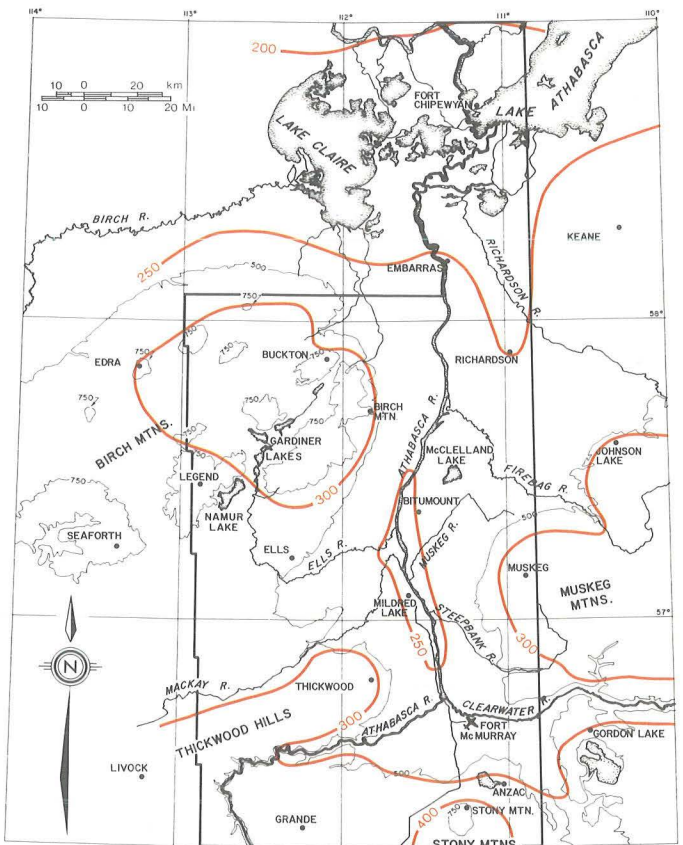 114°
113°
112°
111°
110°
200
10 0 20 km
10 0 10 20 Mi
FORT
CHIPEWYAN
LAKE ATHABASCA
LAKE CLAIRE
BIRCH R.
KEANE
250
500
EMBARRAS
RICHARDSON R.
750
58°
750
750
EDRA
750
BUCKTON
750
RICHARDSON
750
750
BIRCH
MTN.
BIRCH MTNS.
GARDINER
LAKES
ATHABASCA R.
McCLELLAND
LAKE
JOHNSON
LAKE
FIREBAG R.
LEGEND
300
NAMUR
LAKE
BITUMOUNT
500
SEAFORTH
ELLS
ELLS R.
MUSKEG R.
MUSKEG
MUSKEG
MTNS.
MILDRED
LAKE
STEEPBANK R.
57°
250
300
N
MACKAY R.
THICKWOOD
THICKWOOD HILLS
300
ATHABASCA R.
CLEARWATER R.
FORT
McMURRAY
GORDON LAKE
LIVOCK
500
ANZAC
GRANDE
400
750
STONY MTN.
STONY MTNS